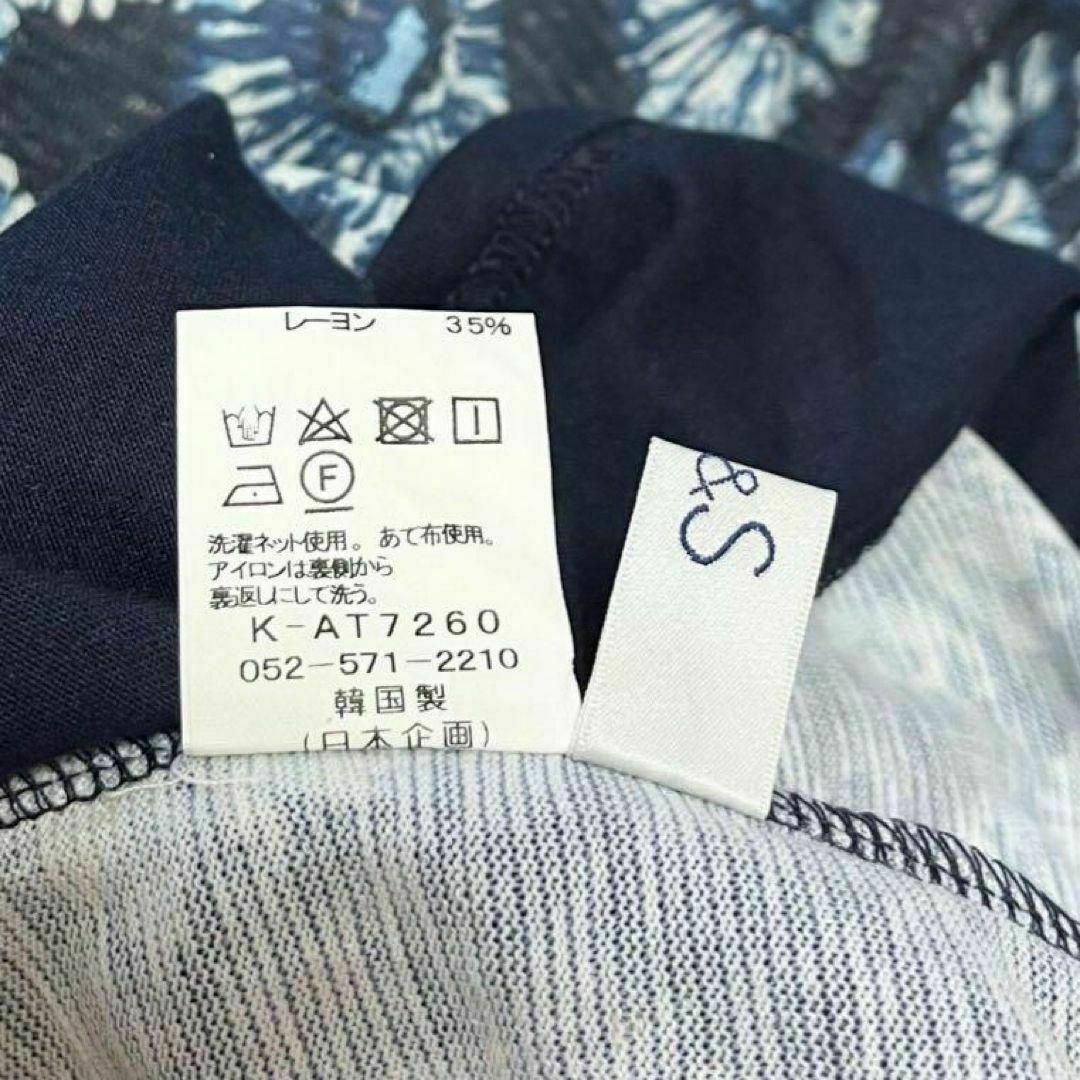 レーヨン 35%
F
洗濯ネット使用。あて布使用。
アイロンは裏側から
裏返しにして洗う。
K-AT7260
052-571-2210
韓国製
(日本企画)
&S